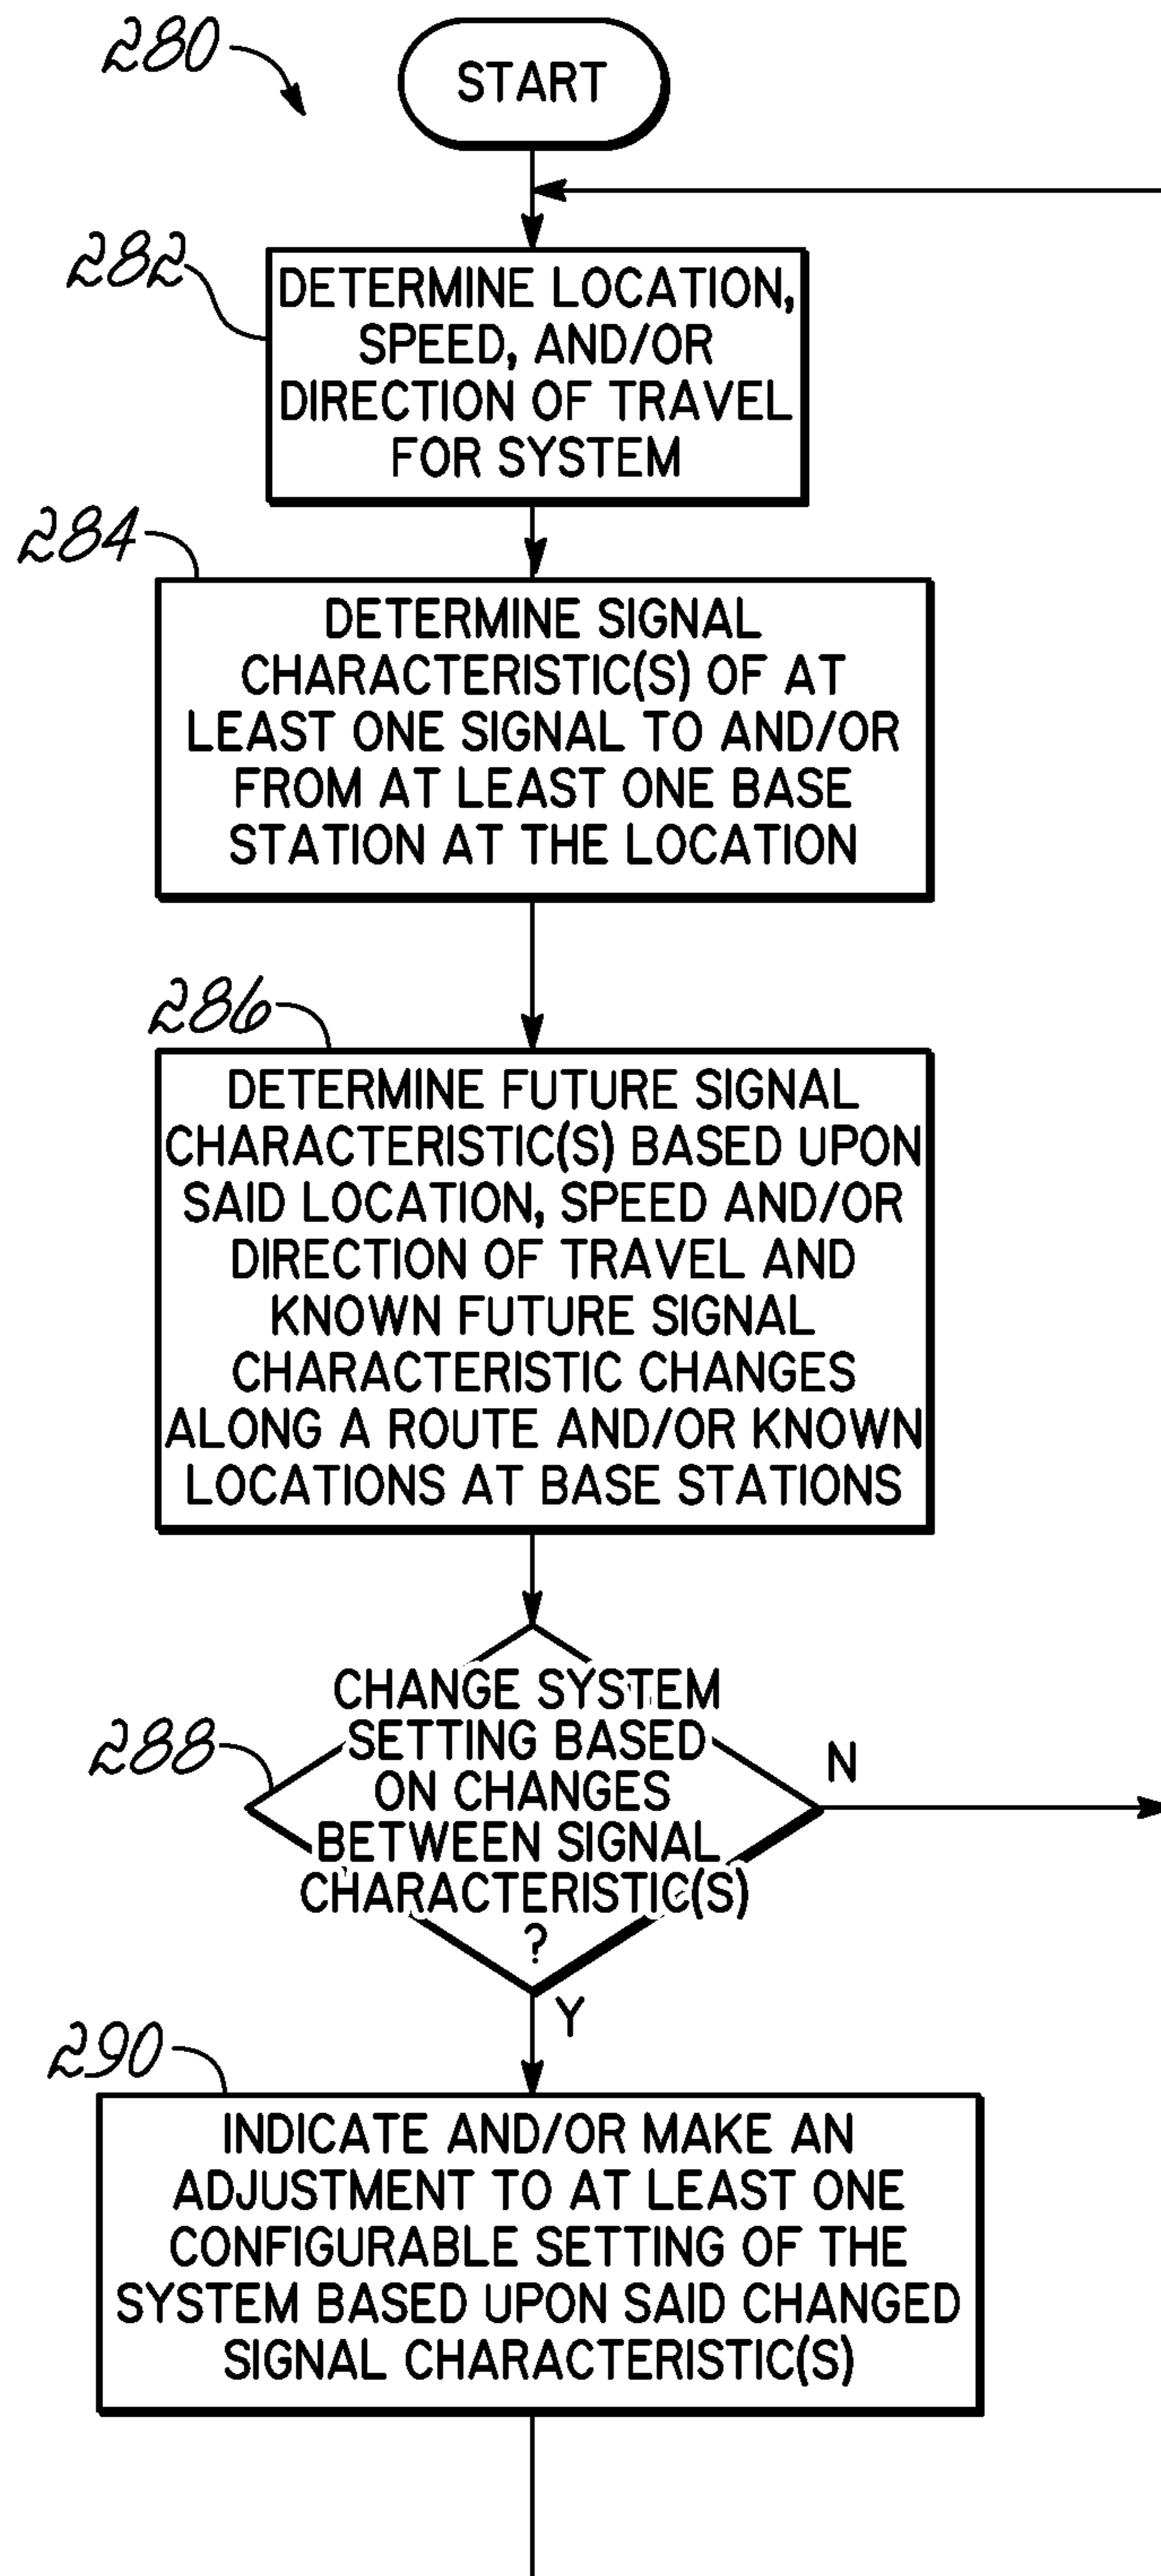 280
START
282
DETERMINE LOCATION,
SPEED, AND/OR
DIRECTION OF TRAVEL
FOR SYSTEM
284
DETERMINE SIGNAL
CHARACTERISTIC(S) OF AT
LEAST ONE SIGNAL TO AND/OR
FROM AT LEAST ONE BASE
STATION AT THE LOCATION
286
DETERMINE FUTURE SIGNAL
CHARACTERISTIC(S) BASED UPON
SAID LOCATION, SPEED AND/OR
DIRECTION OF TRAVEL AND
KNOWN FUTURE SIGNAL
CHARACTERISTIC CHANGES
ALONG A ROUTE AND/OR KNOWN
LOCATIONS AT BASE STATIONS
288
CHANGE SYSTEM
SETTING BASED
ON CHANGES
BETWEEN SIGNAL
CHARACTERISTIC(S)
?
N
Y
290
INDICATE AND/OR MAKE AN
ADJUSTMENT TO AT LEAST ONE
CONFIGURABLE SETTING OF THE
SYSTEM BASED UPON SAID CHANGED
SIGNAL CHARACTERISTIC(S)